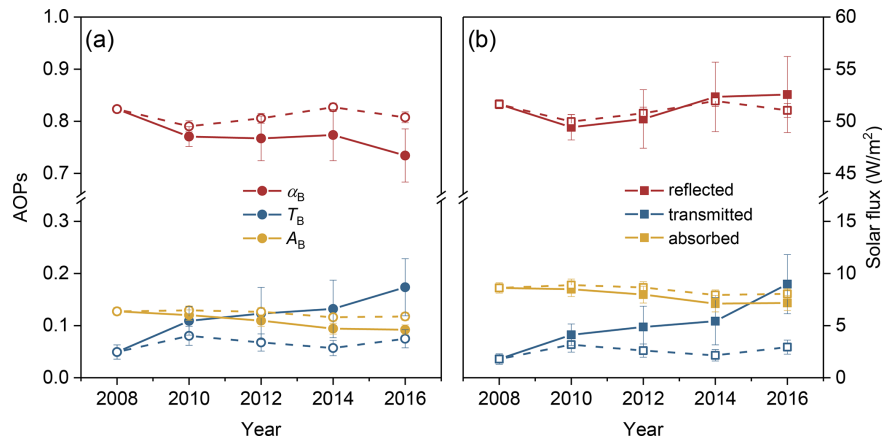 AOPs
1.0
0.9
0.8
0.7
0.3
0.2
0.1
0.0
(a)
αB
TB
AB
2008 2010 2012 2014 2016
Year
(b)
reflected
transmitted
absorbed
2008 2010 2012 2014 2016
Year
60
55
50
45
15
10
5
0
Solar flux (W/m²)